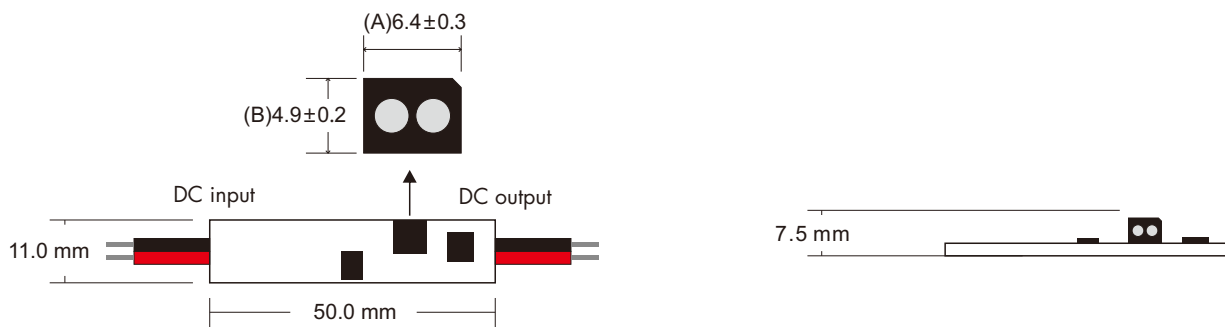 (A)6.4±0.3
(B)4.9±0.2
DC input
DC output
11.0 mm
50.0 mm
7.5 mm